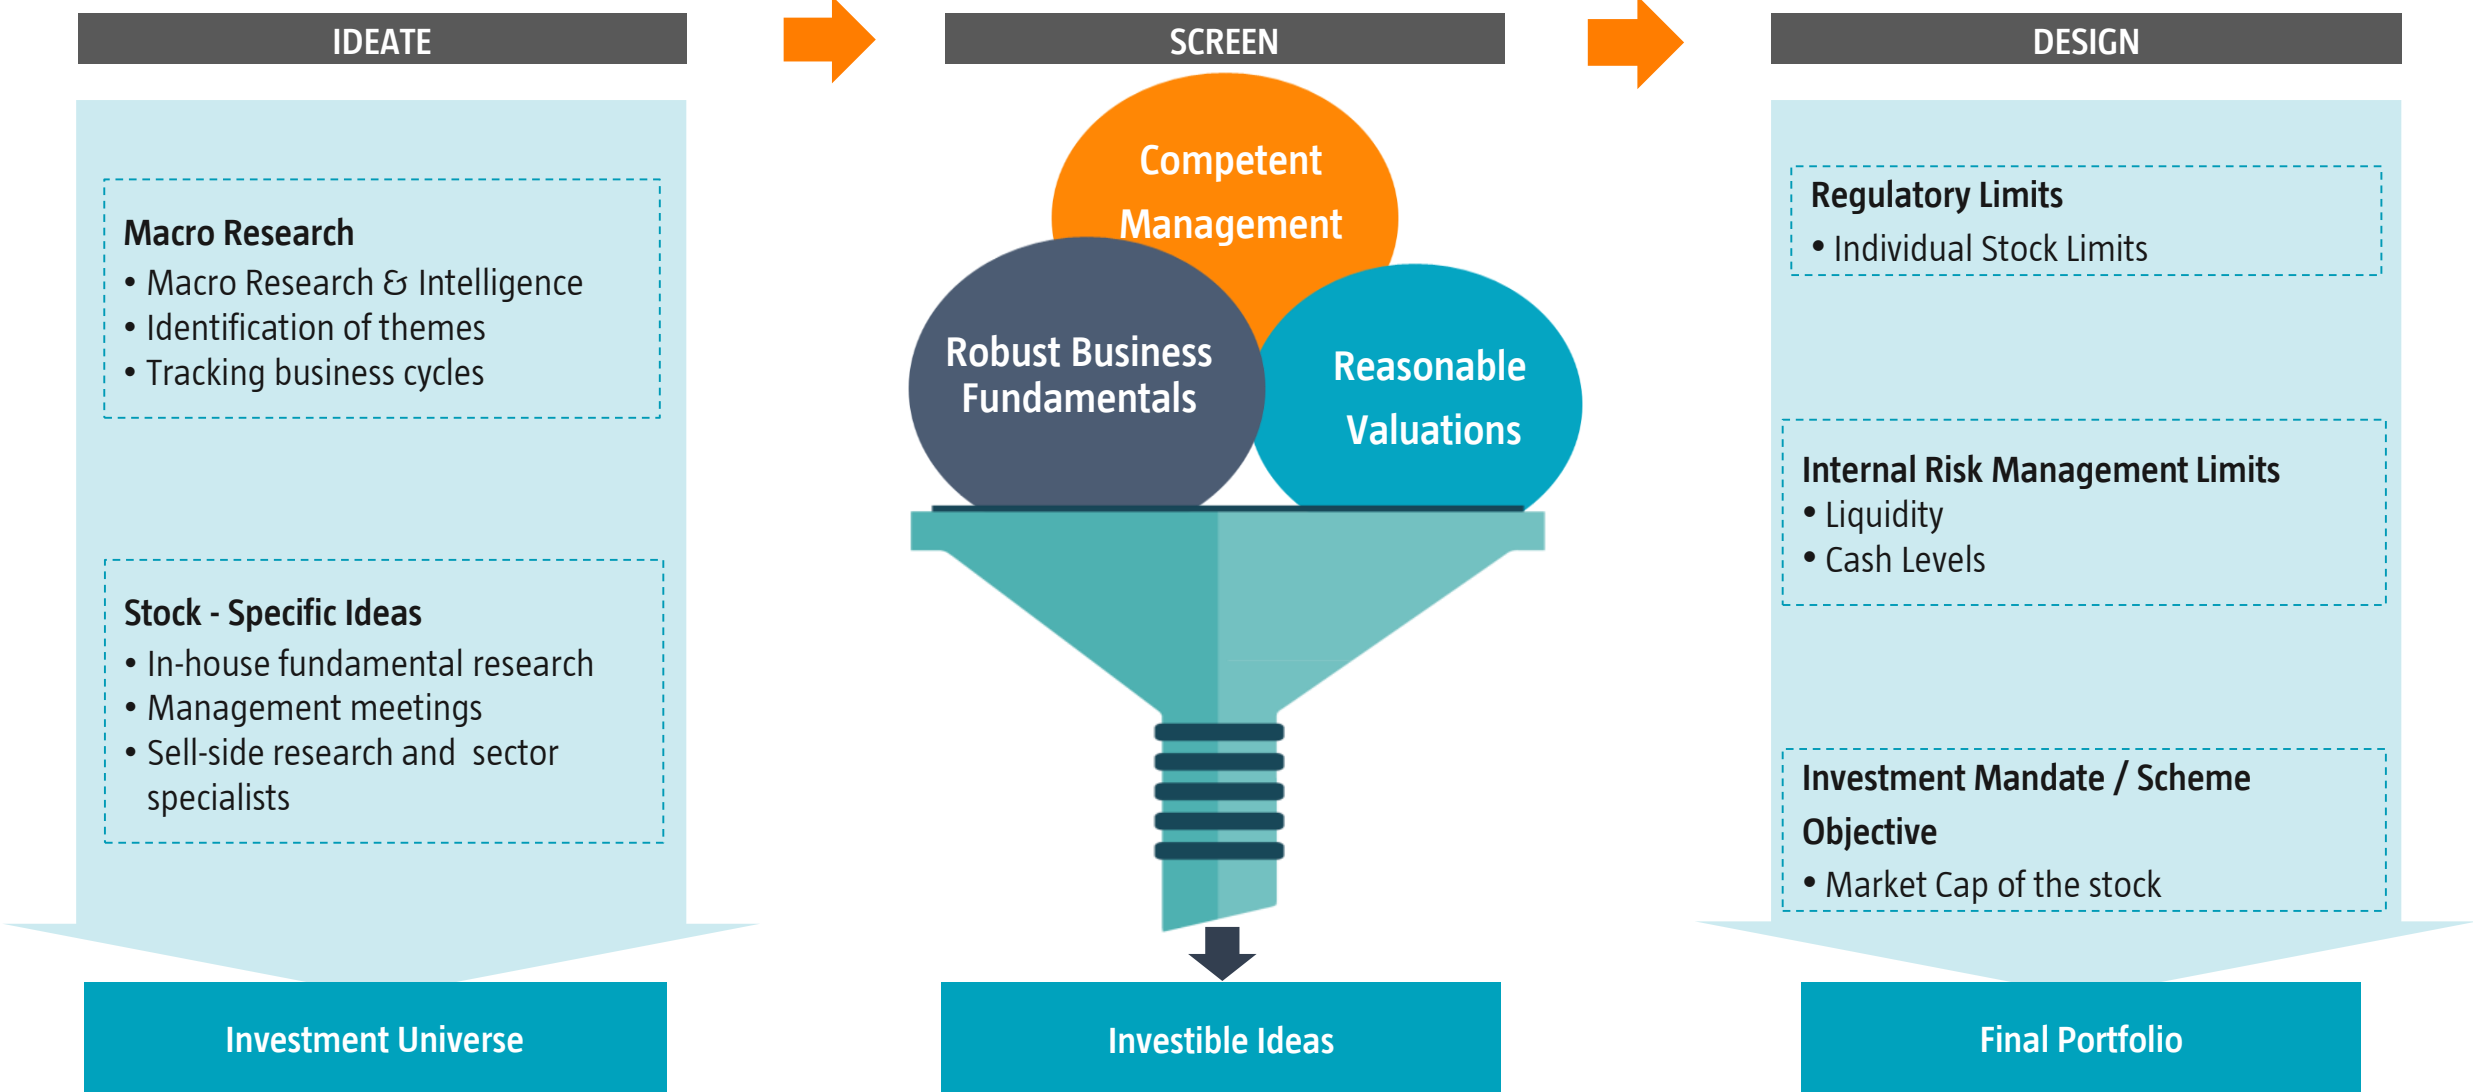 IDEATE
Macro Research
• Macro Research & Intelligence
• Identification of themes
• Tracking business cycles
Stock - Specific Ideas
• In-house fundamental research
• Management meetings
• Sell-side research and sector
specialists
Investment Universe
SCREEN
Competent
Management
Robust Business
Fundamentals
Reasonable
Valuations
Investible Ideas
DESIGN
Regulatory Limits
• Individual Stock Limits
Internal Risk Management Limits
• Liquidity
• Cash Levels
Investment Mandate / Scheme
Objective
• Market Cap of the stock
Final Portfolio